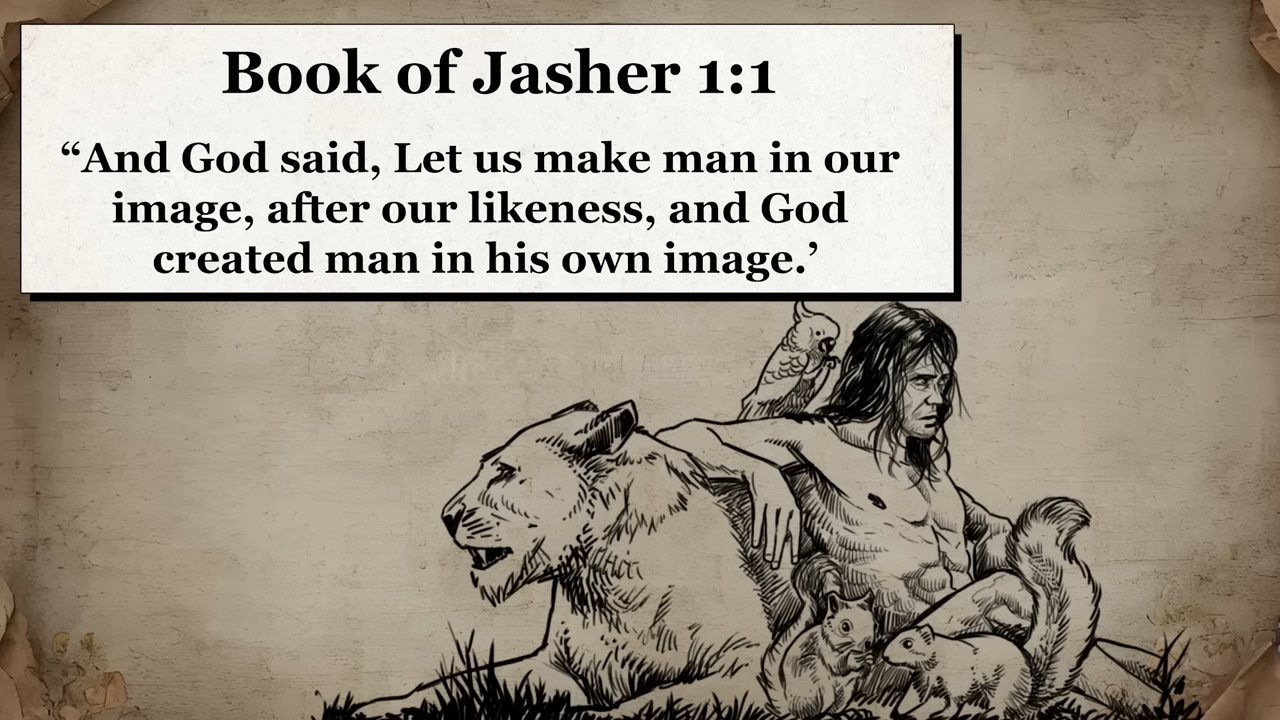 Book of Jasher 1:1
“And God said, Let us make man in our
image, after our likeness, and God
created man in his own image.’